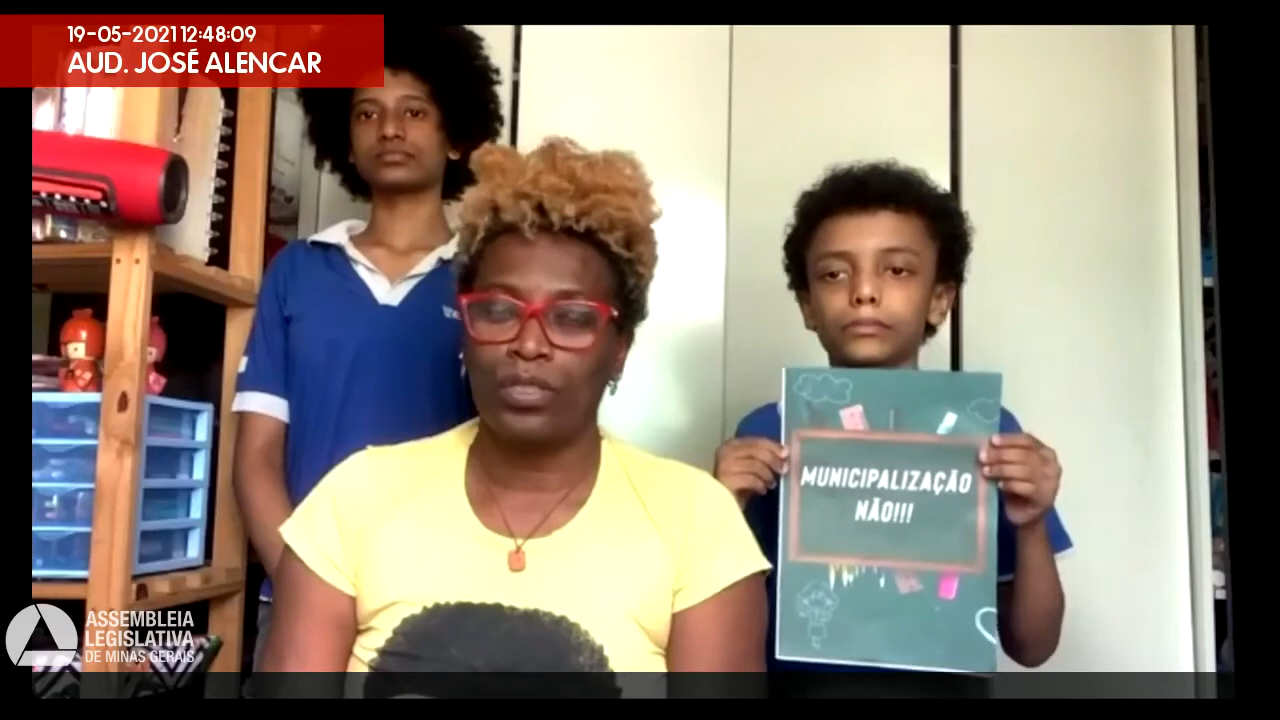 19-05-2021 12:48:09
AUD. JOSÉ ALENCAR
MUNICIPALIZAÇÃO
NÃO!!!
ASSEMBLEIA
LEGISLATIVA
DE MINAS GERAIS